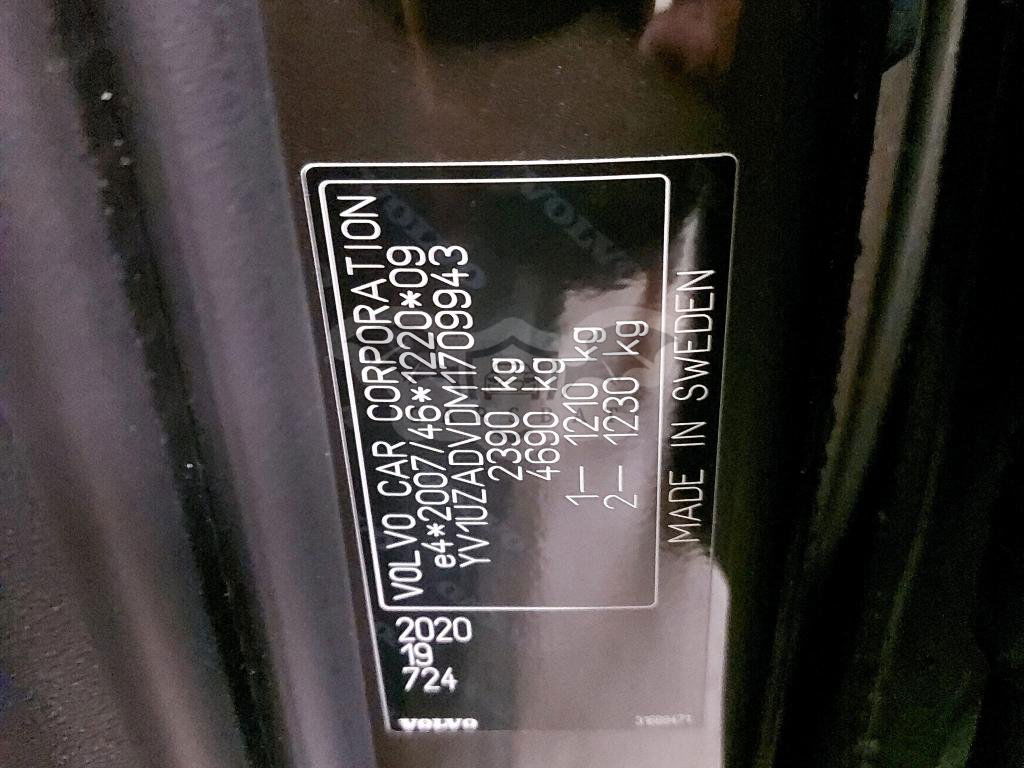 VOLVO CAR CORPORATION
e4*2007/46*1220*09
YV1UZADVDM1709943
2390 kg
4690 kg
1- 1210 kg
2- 1230 kg
MADE IN SWEDEN
2020
19
724
VOLVO